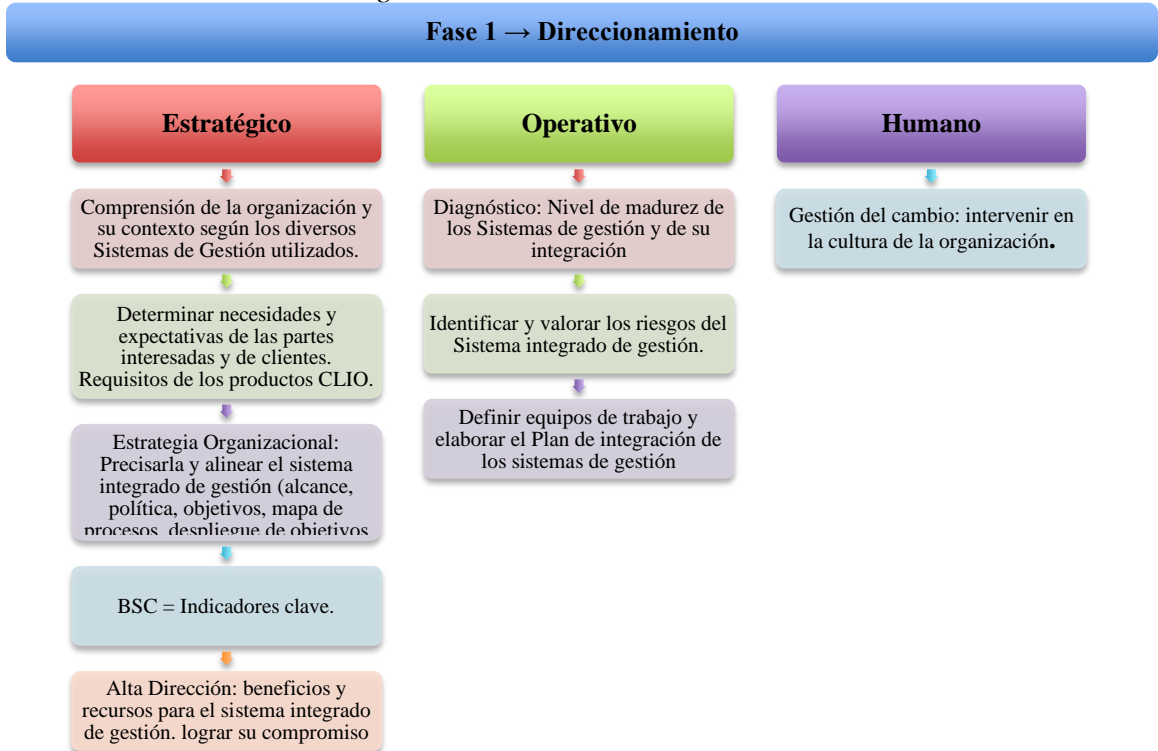 Fase 1 → Direccionamiento
Estratégico
Comprensión de la organización y
su contexto según los diversos
Sistemas de Gestión utilizados.
Determinar necesidades y
expectativas de las partes
interesadas y de clientes.
Requisitos de los productos CLIO.
Estrategia Organizacional:
Precisarla y alinear el sistema
integrado de gestión (alcance,
política, objetivos, mapa de
procesos, despliegue de objetivos
BSC = Indicadores clave.
Alta Dirección: beneficios y
recursos para el sistema integrado
de gestión. lograr su compromiso
Operativo
Diagnóstico: Nivel de madurez de
los Sistemas de gestión y de su
integración
Identificar y valorar los riesgos del
Sistema integrado de gestión.
Definir equipos de trabajo y
elaborar el Plan de integración de
los sistemas de gestión
Humano
Gestión del cambio: intervenir en
la cultura de la organización.